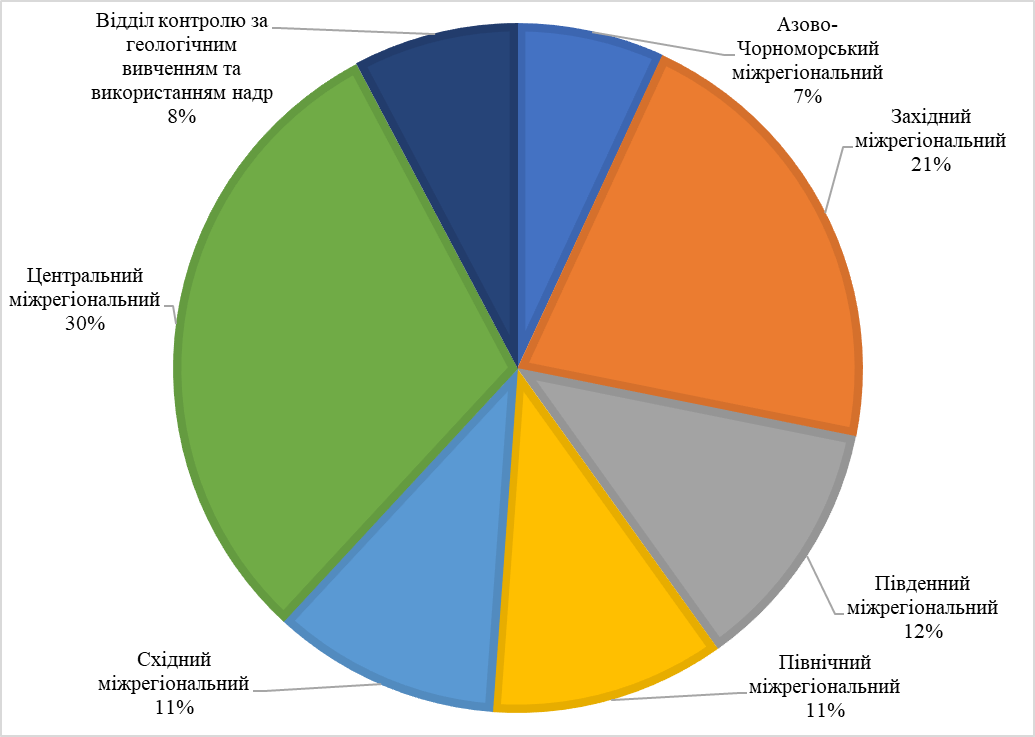 Відділ контролю за
геологічним
вивченням та
використанням надр
8%
Азово-
Чорноморський
міжрегіональний
7%
Західний
міжрегіональний
21%
Центральний
міжрегіональний
30%
Південний
міжрегіональний
12%
Східний
міжрегіональний
11%
Північний
міжрегіональний
11%